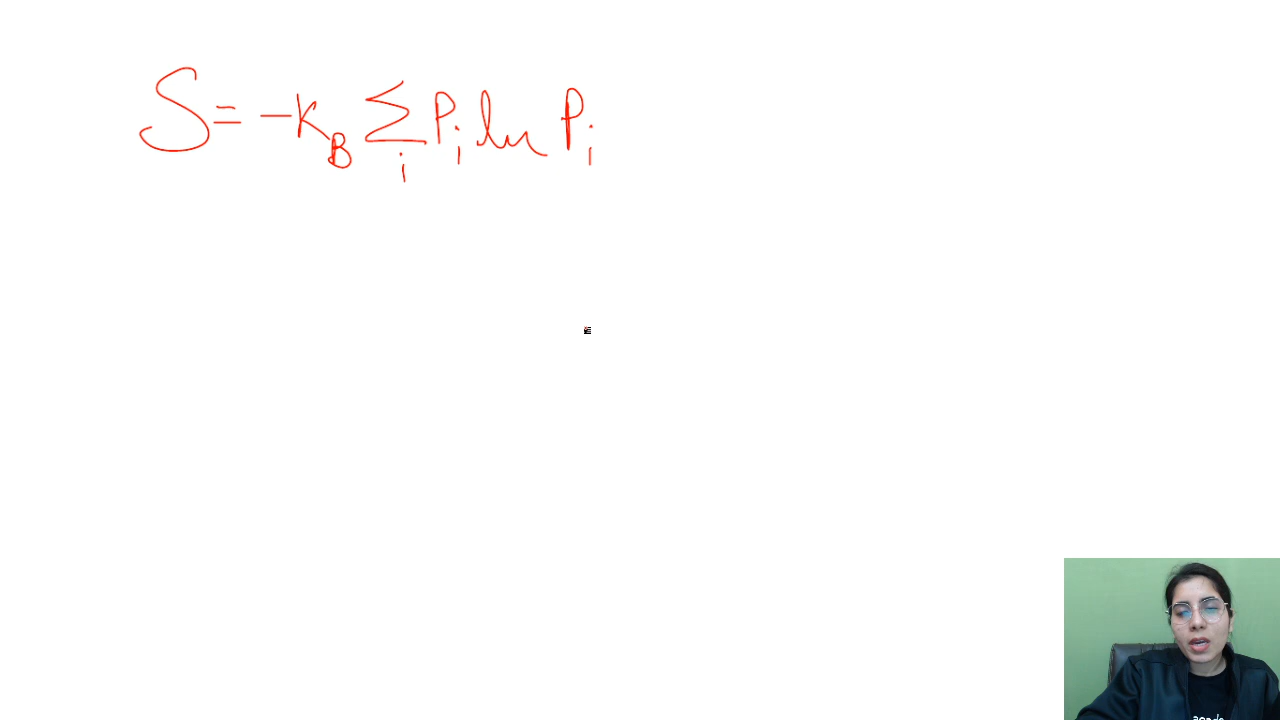 S = -K_B Σ_i P_i ln P_i